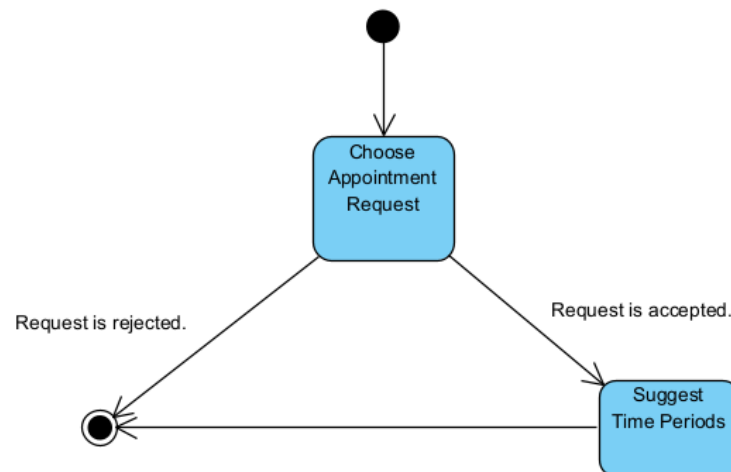 Choose
Appointment
Request
Request is rejected.
Request is accepted.
Suggest
Time Periods